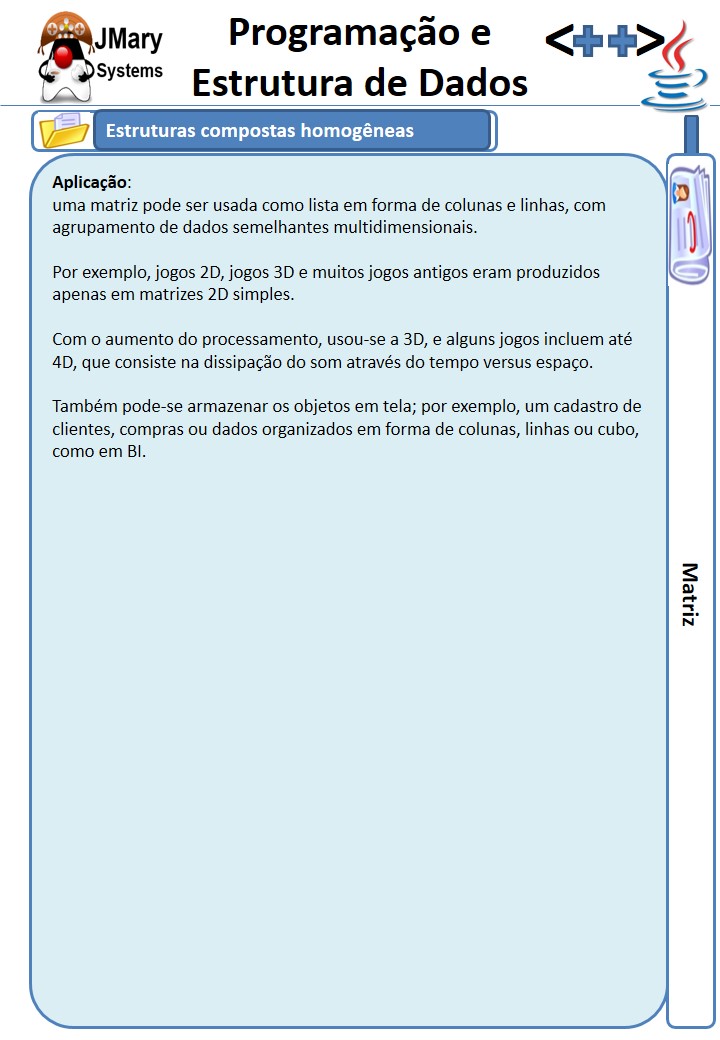 JMary
Systems
Programação e
Estrutura de Dados
<++>
Estruturas compostas homogêneas
Aplicação:
uma matriz pode ser usada como lista em forma de colunas e linhas, com
agrupamento de dados semelhantes multidimensionais.
Por exemplo, jogos 2D, jogos 3D e muitos jogos antigos eram produzidos
apenas em matrizes 2D simples.
Com o aumento do processamento, usou-se a 3D, e alguns jogos incluem até
4D, que consiste na dissipação do som através do tempo versus espaço.
Também pode-se armazenar os objetos em tela; por exemplo, um cadastro de
clientes, compras ou dados organizados em forma de colunas, linhas ou cubo,
como em BI.
Matriz